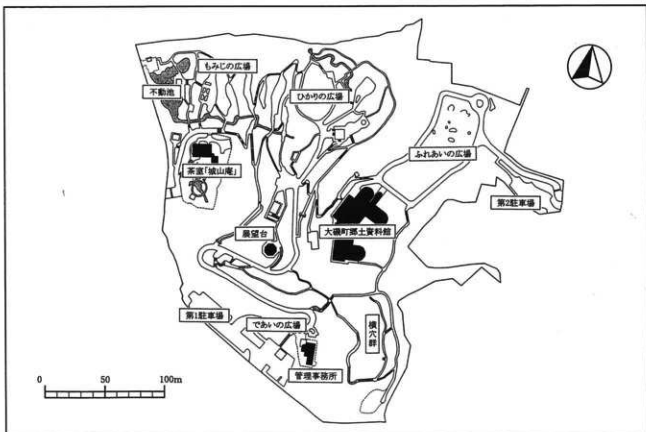 もみじの広場
不動池
ひかりの広場
ふれあいの広場
茶室「城山庵」
第2駐車場
展望台
大磯町郷土資料館
第1駐車場
であいの広場
横穴群
管理事務所
0 50 100m